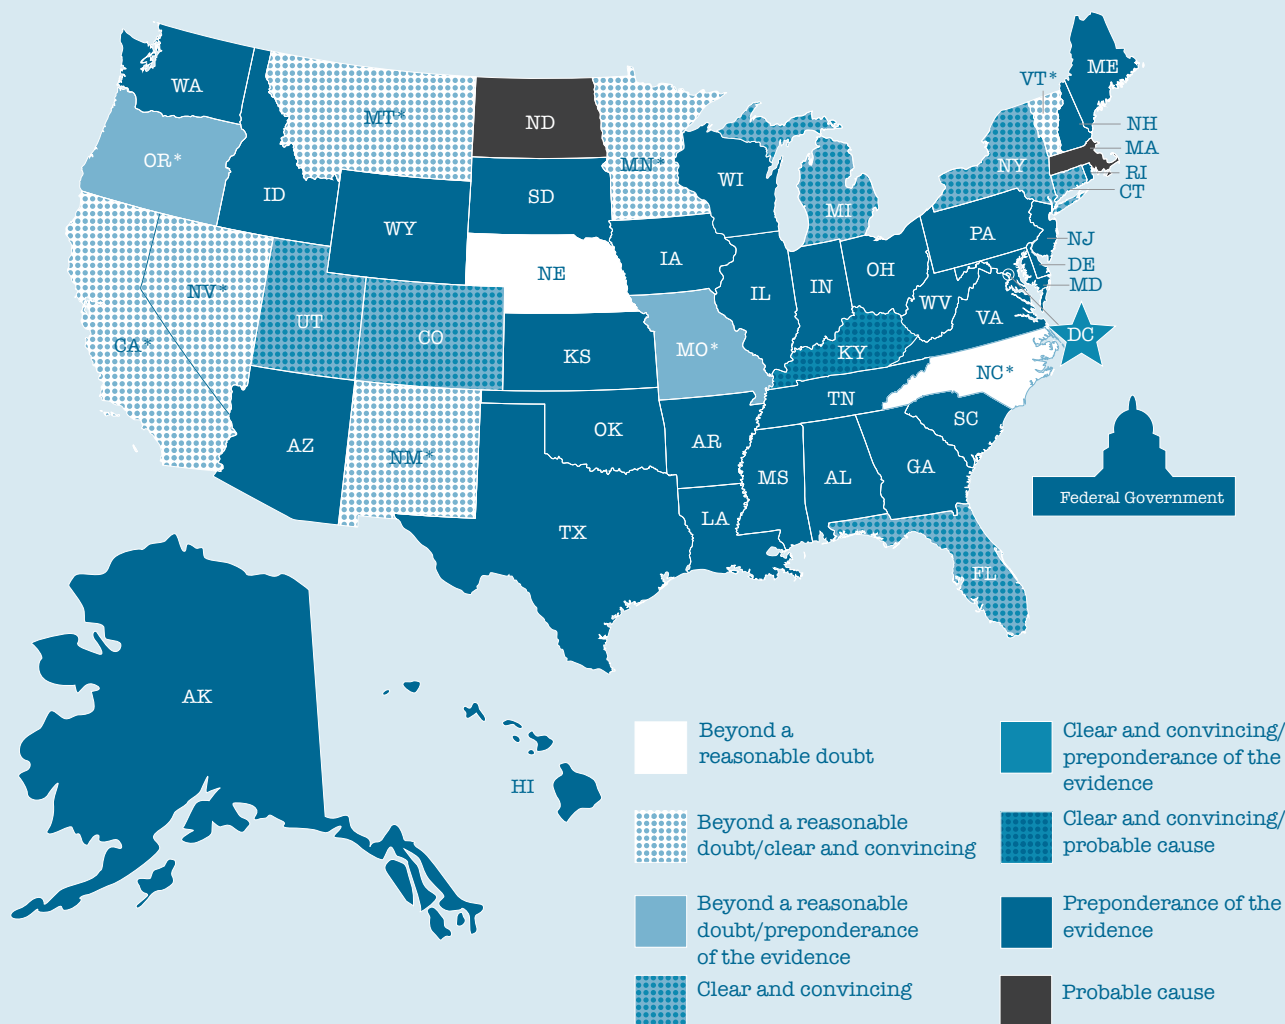 ME
VT*
WA
MT*
ND
NH
OR*
MN*
MA
NY
RI
WI
CT
ID
SD
MI
WY
PA
NJ
IA
OH
DE
NE
NV*
IN
MD
IL
WV
UT
VA
DC
CO
CA*
MO*
KY
KS
NC*
TN
SC
OK
AR
AZ
NM*
GA
MS
AL
Federal Government
LA
TX
FL
AK
HI
Beyond a
reasonable doubt
Beyond a reasonable
doubt/clear and convincing
Beyond a reasonable
doubt/preponderance
of the evidence
Clear and convincing
Clear and convincing/
preponderance of the
evidence
Clear and convincing/
probable cause
Preponderance of the
evidence
Probable cause